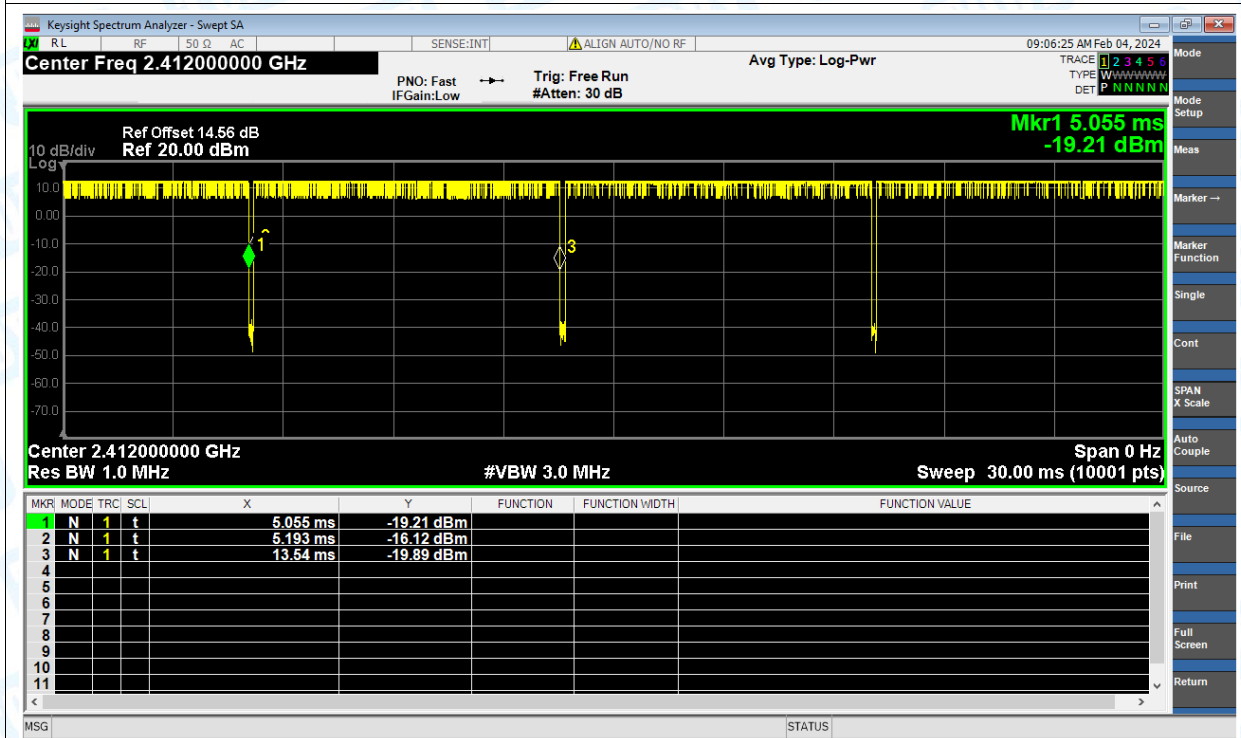 Keysight Spectrum Analyzer - Swept SA
LXI RL RF 50 Ω AC SENSE:INT ALIGN AUTO/NO RF 09:06:25 AM Feb 04, 2024
Center Freq 2.412000000 GHz
PNO: Fast
IFGain:Low
Trig: Free Run
#Atten: 30 dB
Avg Type: Log-Pwr
TRACE 1 2 3 4 5 6
TYPE WWWWWW
DET P N N N N N
Ref Offset 14.56 dB
10 dB/div Ref 20.00 dBm
Log
Mkr1 5.055 ms
-19.21 dBm
10.0
0.00
-10.0
-20.0
-30.0
-40.0
-50.0
-60.0
-70.0
1
3
Center 2.412000000 GHz Span 0 Hz
Res BW 1.0 MHz #VBW 3.0 MHz Sweep 30.00 ms (10001 pts)
MKR MODE TRC SCL X Y FUNCTION FUNCTION WIDTH FUNCTION VALUE
1 N 1 t 5.055 ms -19.21 dBm
2 N 1 t 5.193 ms -16.12 dBm
3 N 1 t 13.54 ms -19.89 dBm
4
5
6
7
8
9
10
11
MSG STATUS
Mode
Mode
Setup
Meas
Marker →
Marker
Function
Single
Cont
SPAN
X Scale
Auto
Couple
Source
File
Print
Full
Screen
Return